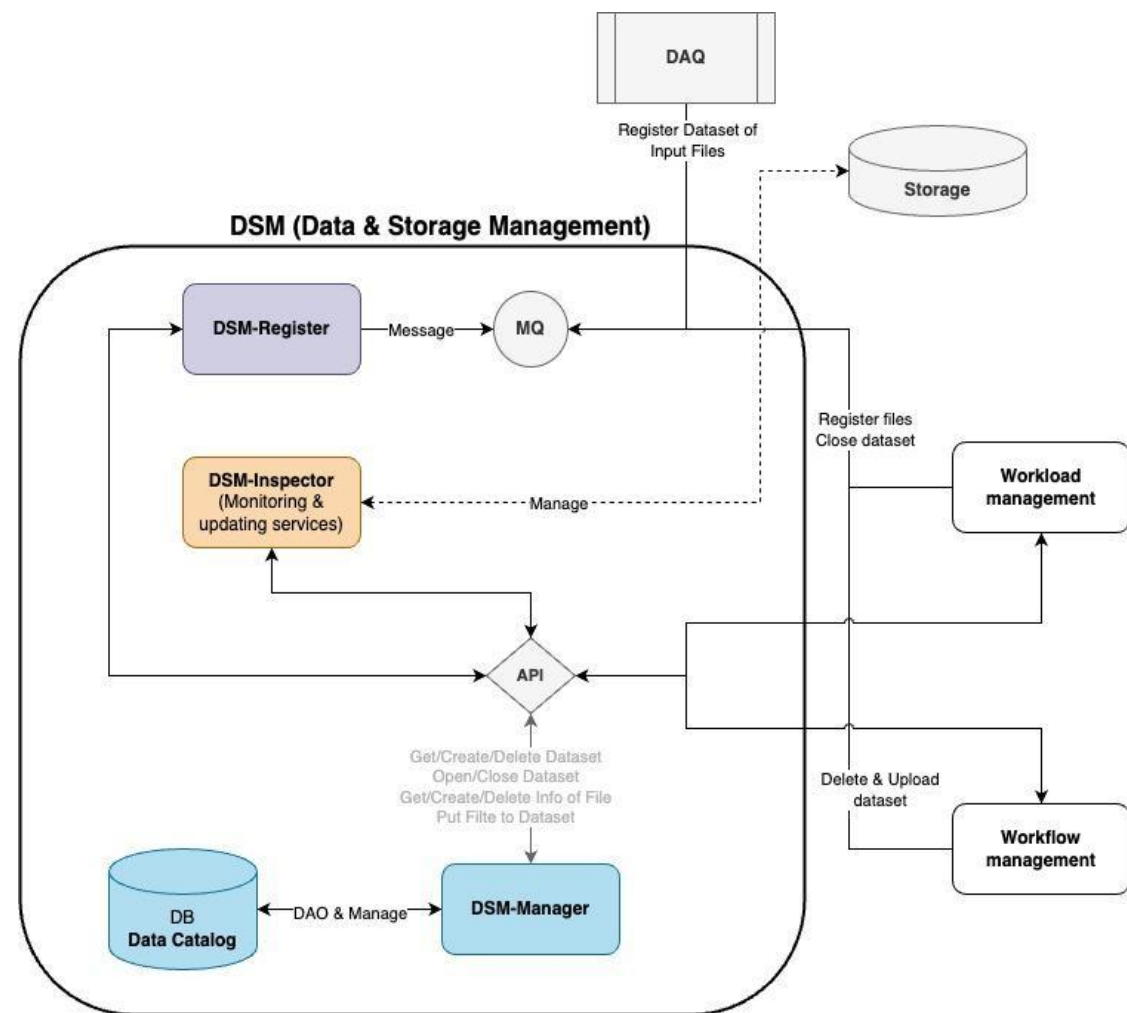 DAQ
Register Dataset of
Input Files
Storage
DSM (Data & Storage Management)
DSM-Register
Message
MQ
Register files
Close dataset
Workload
management
DSM-Inspector
(Monitoring &
updating services)
Manage
API
Get/Create/Delete Dataset
Open/Close Dataset
Get/Create/Delete Info of File
Put Filte to Dataset
Delete & Upload
dataset
Workflow
management
DB
Data Catalog
DAO & Manage
DSM-Manager